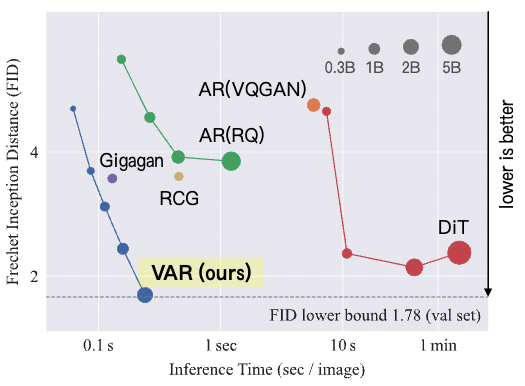 Frechet Inception Distance (FID)
4
2
AR(VQGAN)
0.3B 1B 2B 5B
AR(RQ)
Gigagan
RCG
DiT
VAR (ours)
FID lower bound 1.78 (val set)
lower is better
0.1 s 1 sec 10 s 1 min
Inference Time (sec / image)